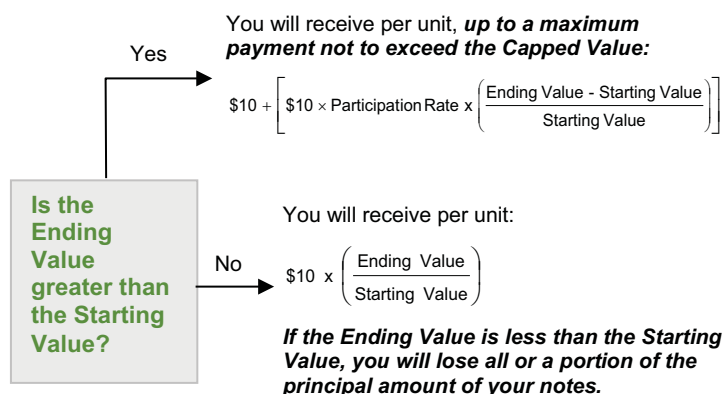 You will receive per unit, up to a maximum
payment not to exceed the Capped Value:
Yes
$10 + [ $10 × Participation Rate x ( Ending Value - Starting Value / Starting Value ) ]
Is the
Ending
Value
greater than
the Starting
Value?
No
You will receive per unit:
$10 x ( Ending Value / Starting Value )
If the Ending Value is less than the Starting
Value, you will lose all or a portion of the
principal amount of your notes.